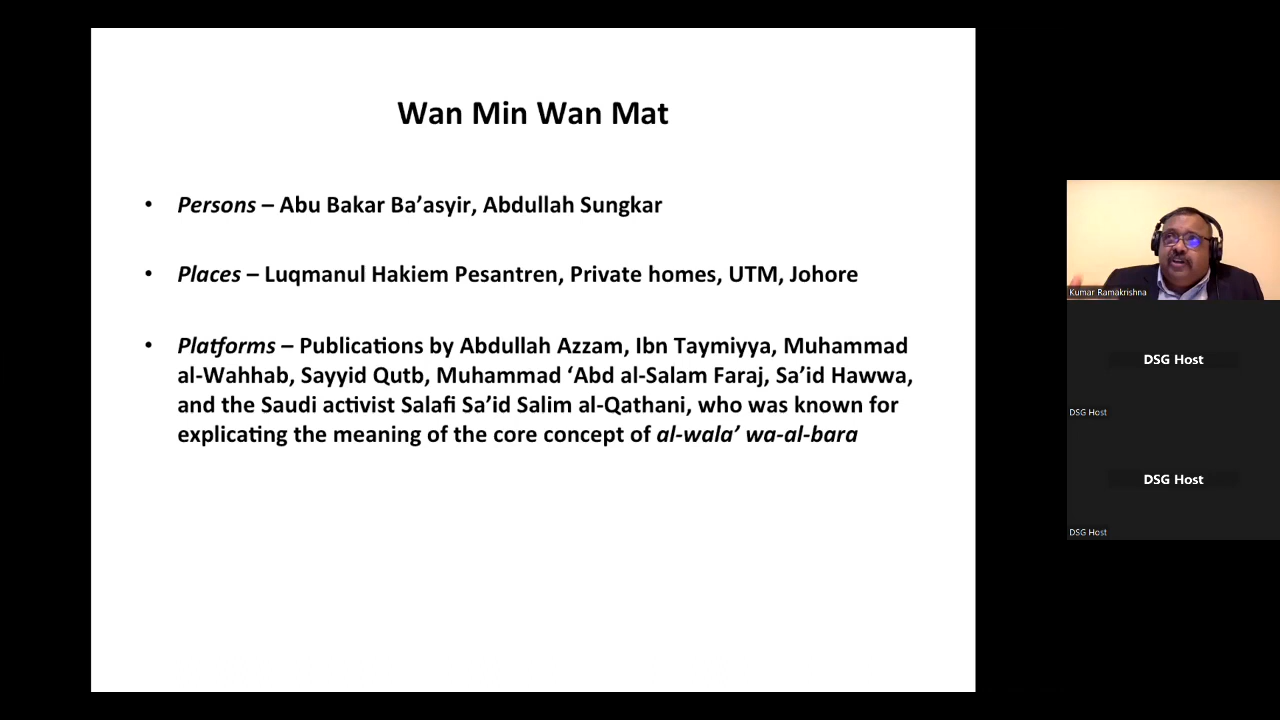 Wan Min Wan Mat
• Persons – Abu Bakar Ba’asyir, Abdullah Sungkar
• Places – Luqmanul Hakiem Pesantren, Private homes, UTM, Johore
• Platforms – Publications by Abdullah Azzam, Ibn Taymiyya, Muhammad
al-Wahhab, Sayyid Qutb, Muhammad ‘Abd al-Salam Faraj, Sa’id Hawwa,
and the Saudi activist Salafi Sa’id Salim al-Qathani, who was known for
explicating the meaning of the core concept of al-wala’ wa-al-bara
Kumar Ramakrishna
DSG Host
DSG Host
DSG Host
DSG Host